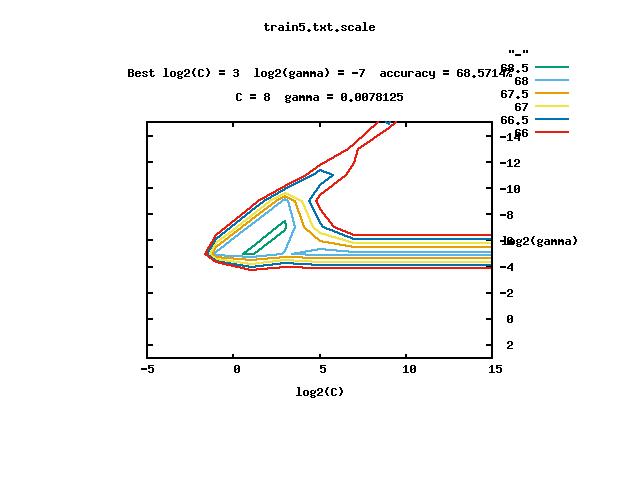 train5.txt.scale
"-"
Best log2(C) = 3 log2(gamma) = -7 accuracy = 68.5714%
68.5
68
67.5
C = 8 gamma = 0.0078125
67
66.5
66
-14
-12
-10
-8
-6
log2(gamma)
-4
-2
0
2
-5 0 5 10 15
log2(C)